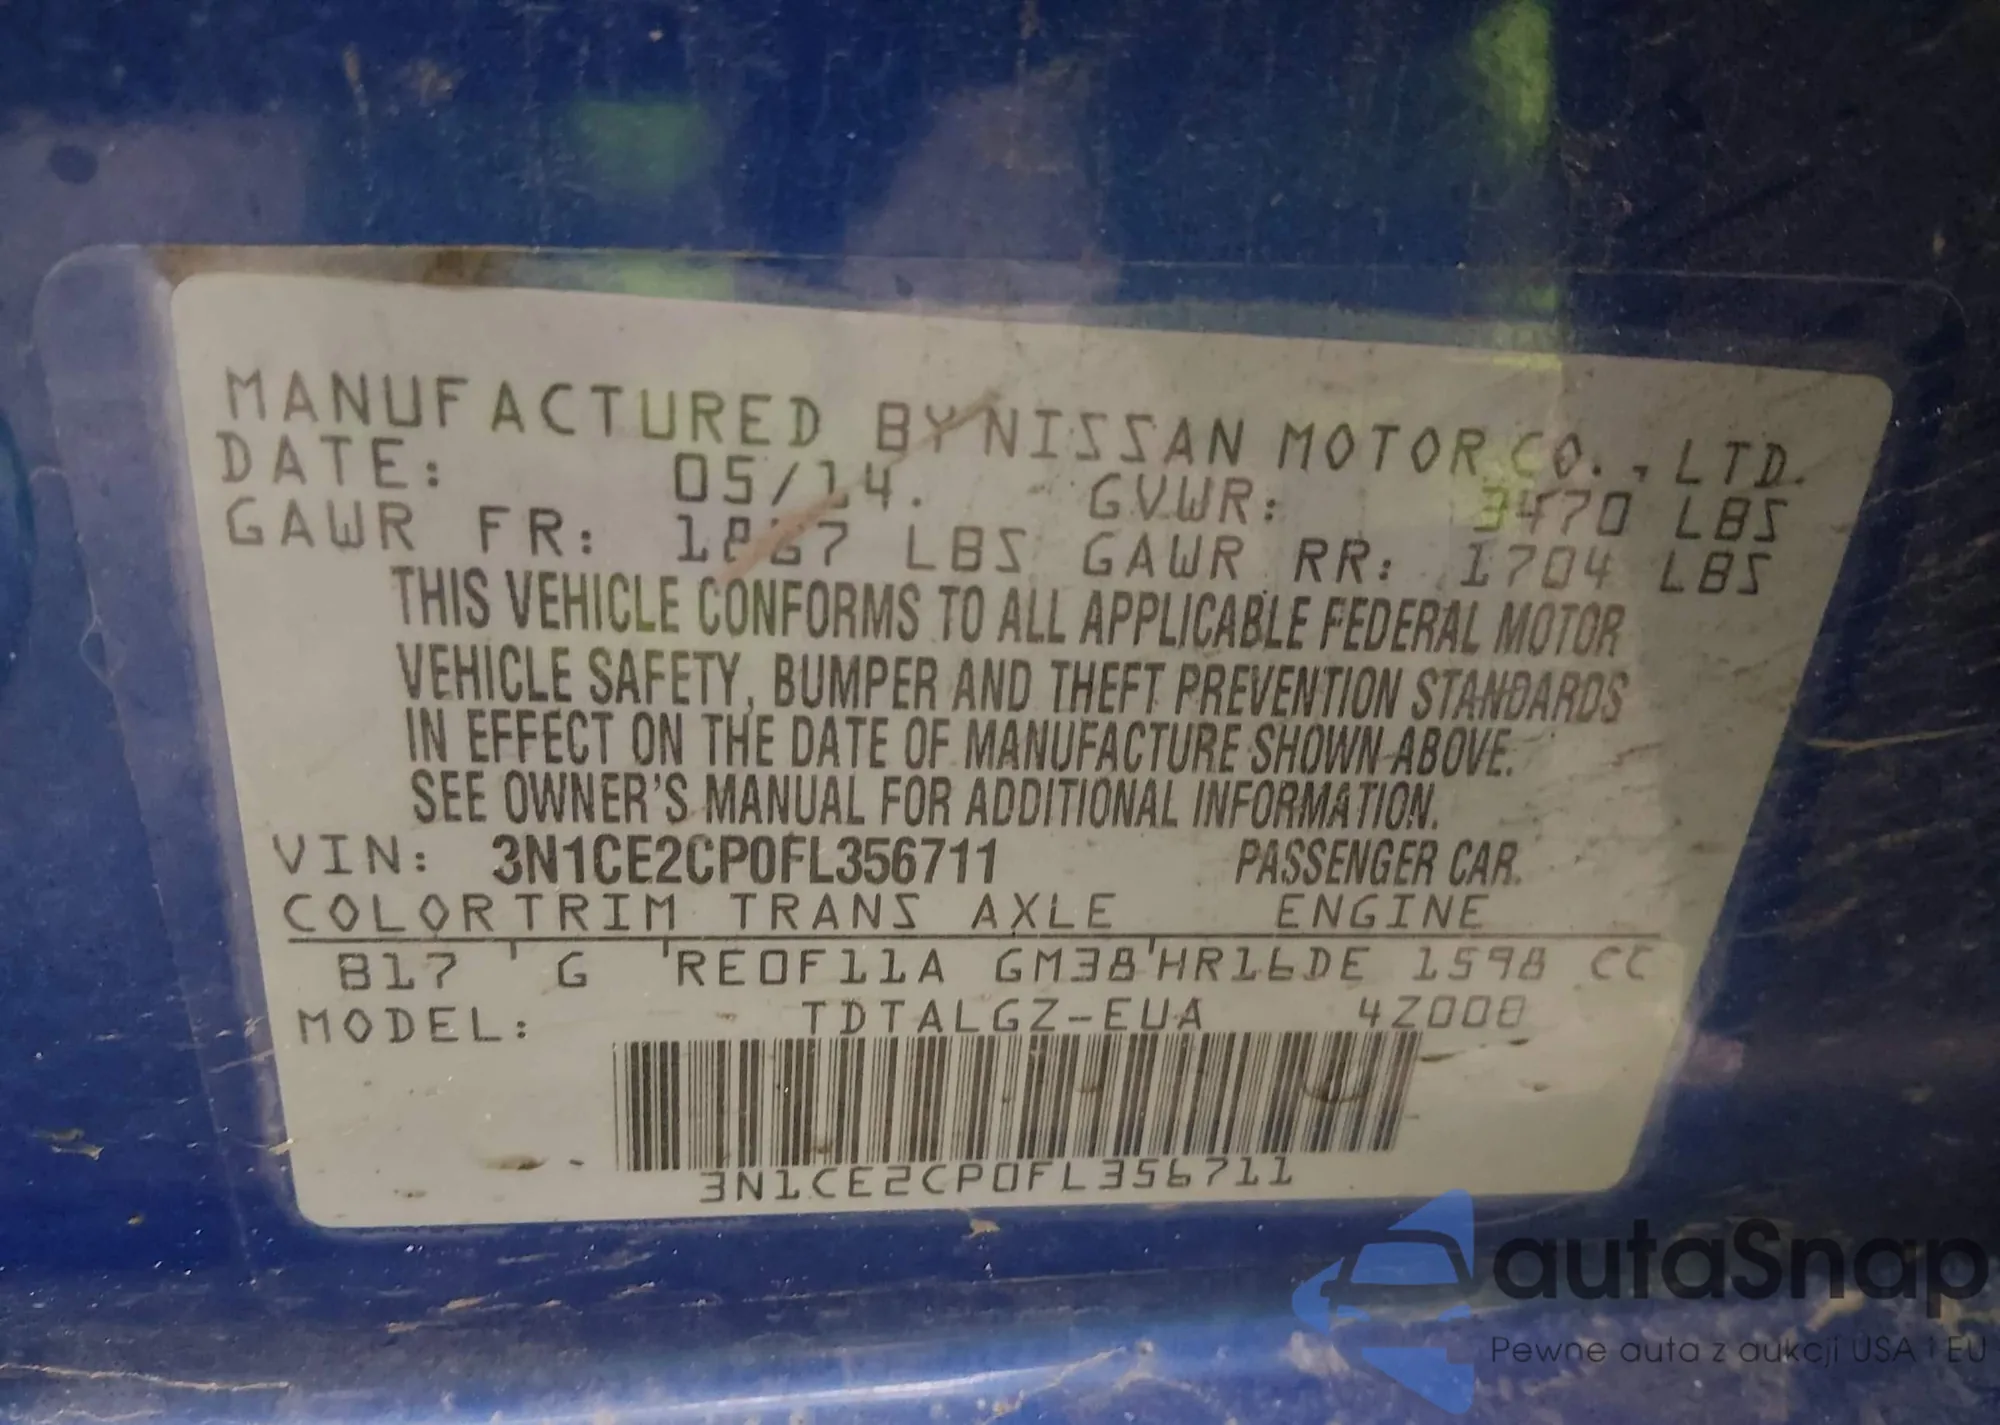 MANUFACTURED BY NISSAN MOTOR CO., LTD.
DATE: 05/14. GVWR: 3470 LBS
GAWR FR: LBS GAWR RR: 1704 LBS
THIS VEHICLE CONFORMS TO ALL APPLICABLE FEDERAL MOTOR
VEHICLE SAFETY, BUMPER AND THEFT PREVENTION STANDARDS
IN EFFECT ON THE DATE OF MANUFACTURE SHOWN ABOVE.
SEE OWNER'S MANUAL FOR ADDITIONAL INFORMATION.
VIN: 3N1CE2CP0FL356711 PASSENGER CAR.
COLOR TRIM TRANS AXLE ENGINE
B17 G RE0F11A GM38 HR16DE 1598 CC
MODEL: TDTALGZ-EUA 4Z008
3N1CE2CP0FL356711
autaSnap
Pewne auta z aukcji USA i EU